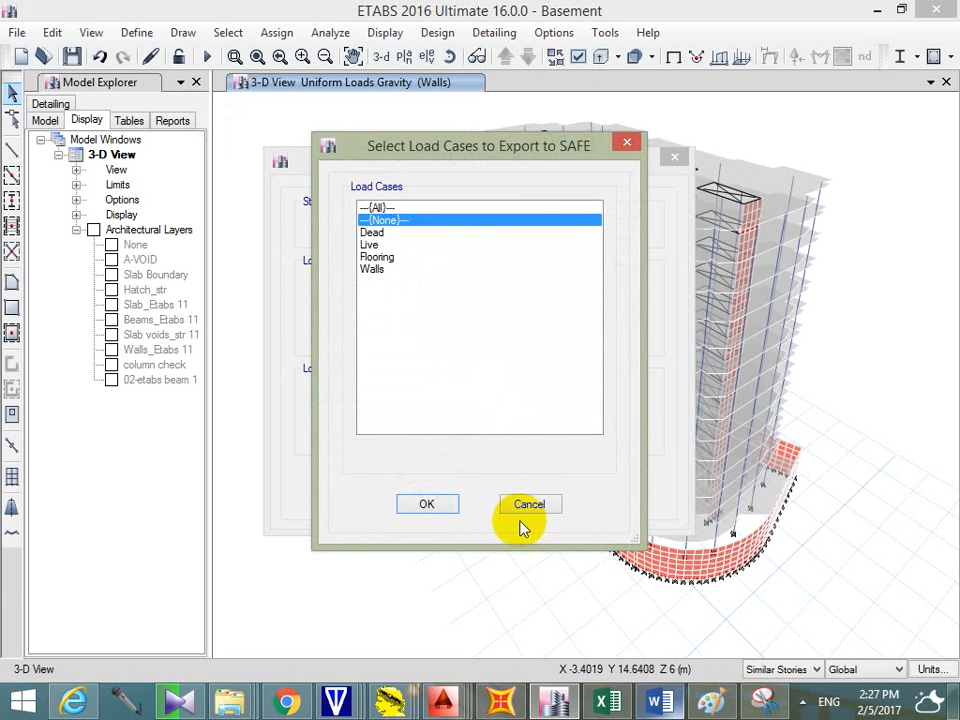 ETABS 2016 Ultimate 16.0.0 - Basement
File Edit View Define Draw Select Assign Analyze Display Design Detailing Options Tools Help
3-d plan elev nd
Model Explorer
3-D View Uniform Loads Gravity (Walls)
Detailing
Model Display Tables Reports
Model Windows
3-D View
View
Limits
Options
Display
Architectural Layers
None
A-VOID
Slab Boundary
Hatch_str
Slab_Etabs 11
Beams_Etabs 11
Slab voids_str 11
Walls_Etabs 11
column check
02-etabs beam 1
Select Load Cases to Export to SAFE
Load Cases
---{All}---
---{None}---
Dead
Live
Flooring
Walls
OK Cancel
3-D View
X -3.4019 Y 14.6408 Z 6 (m)
Similar Stories
Global
Units...
ENG
2:27 PM
2/5/2017